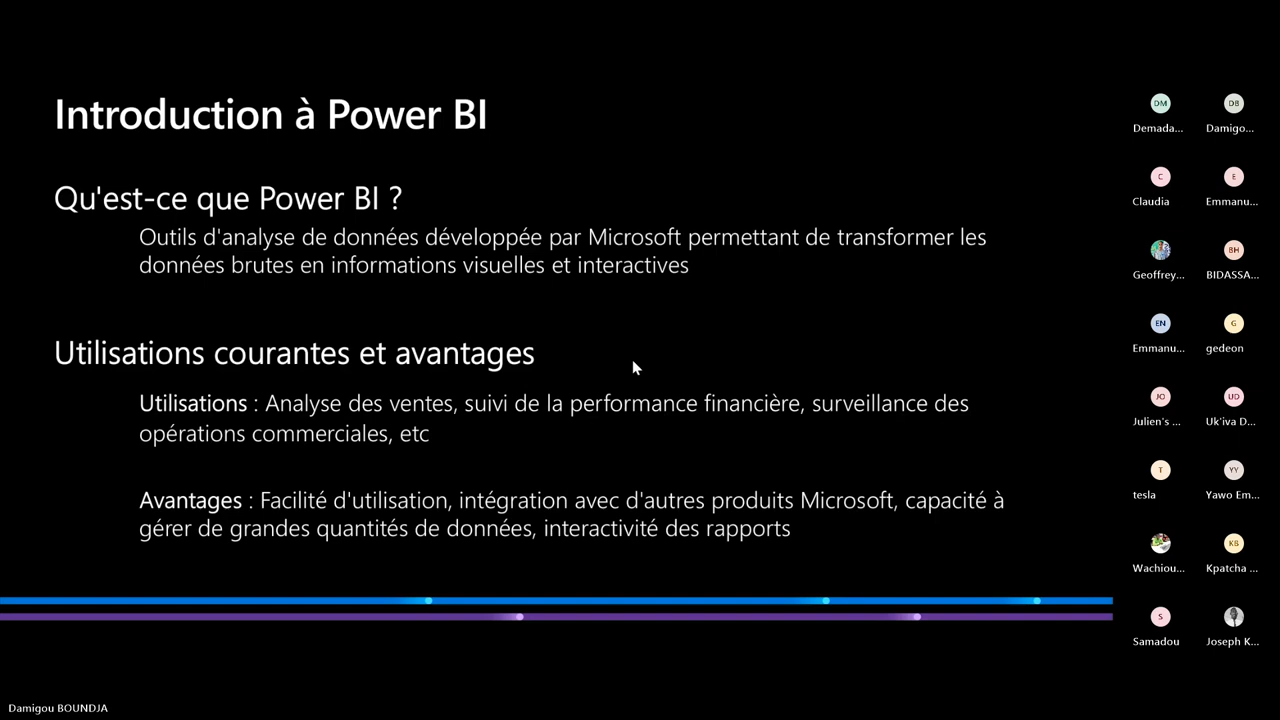 Introduction à Power BI
Qu'est-ce que Power BI ?
Outils d'analyse de données développée par Microsoft permettant de transformer les
données brutes en informations visuelles et interactives
Utilisations courantes et avantages
Utilisations : Analyse des ventes, suivi de la performance financière, surveillance des
opérations commerciales, etc
Avantages : Facilité d'utilisation, intégration avec d'autres produits Microsoft, capacité à
gérer de grandes quantités de données, interactivité des rapports
DM DB
Demada... Damigo...
C E
Claudia Emmanu...
BH
Geoffrey... BIDASSA...
EN G
Emmanu... gedeon
JO UD
Julien's ... Uk'iva D...
T YY
tesla Yawo Em...
KB
Wachiou... Kpatcha ...
S
Samadou Joseph K...
Damigou BOUNDJA